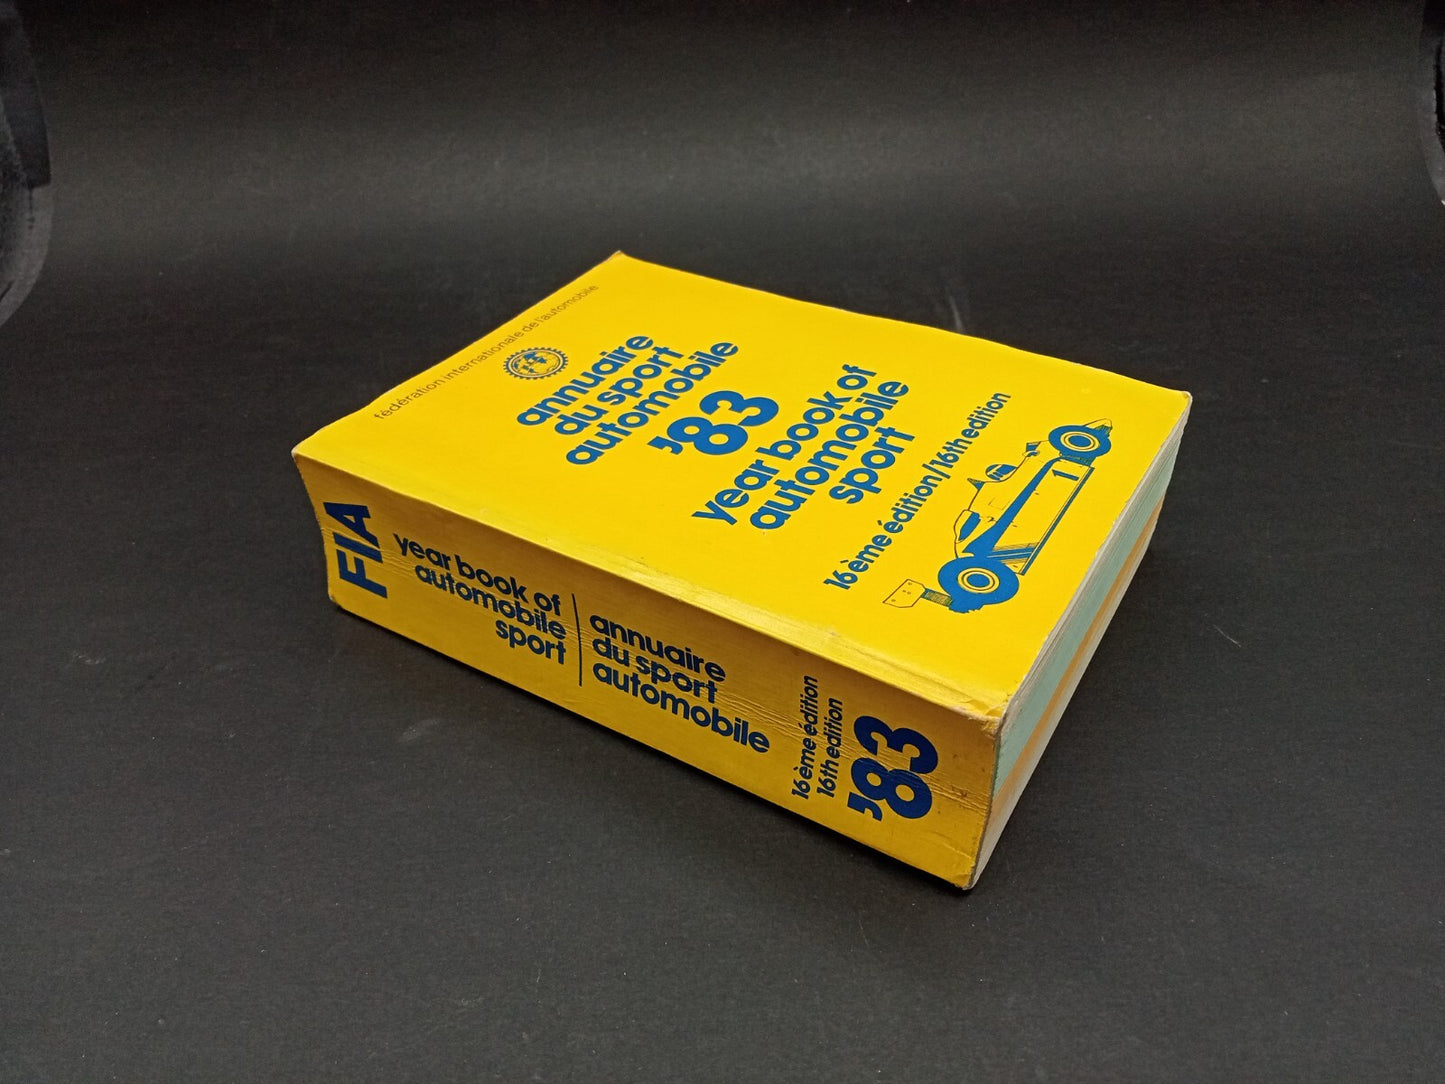 fédération internationale de l'automobile
annuaire
du sport
automobile
'83
year book of
automobile
sport
16ème édition/16th edition
1
FIA
year book of
automobile
sport
annuaire
du sport
automobile
16ème édition
16th edition
'83